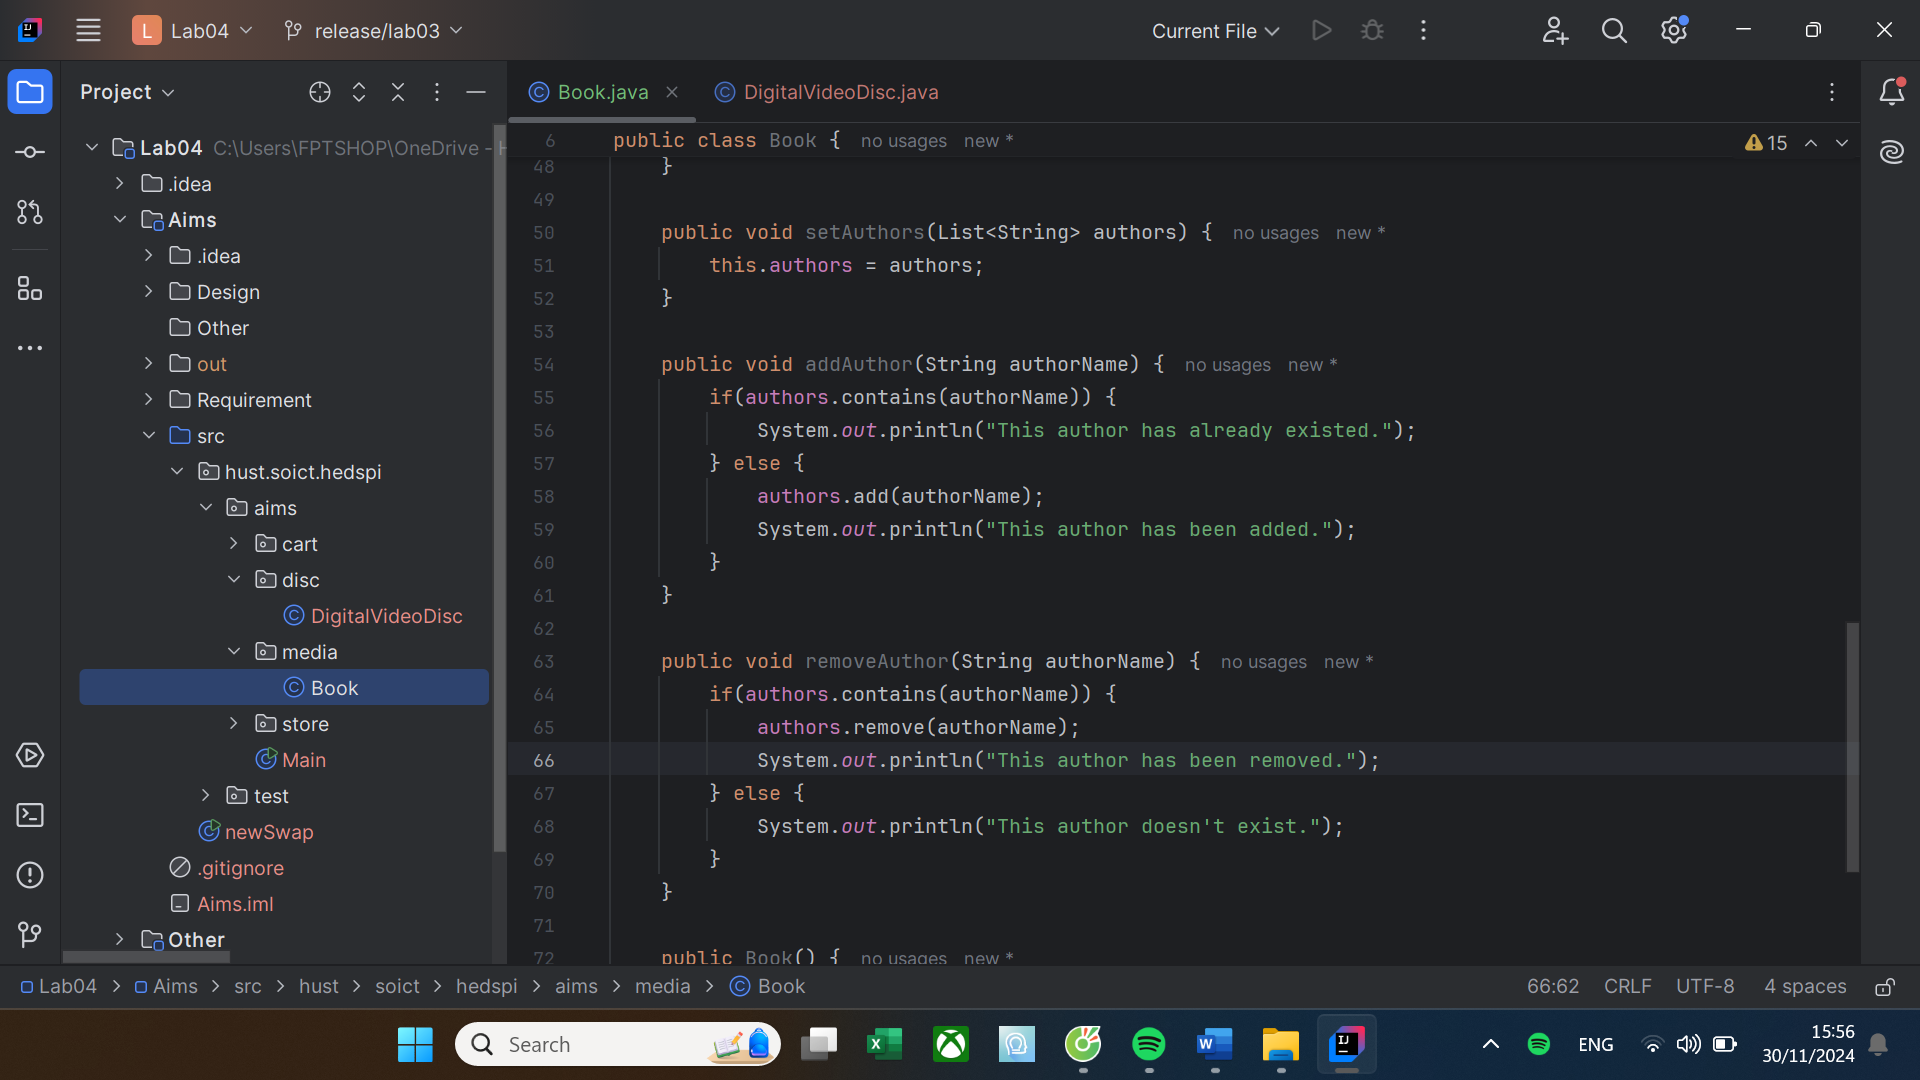 L Lab04 release/lab03 Current File
Project
Book.java
DigitalVideoDisc.java
Lab04 C:\Users\FPTSHOP\OneDrive - H
.idea
Aims
.idea
Design
Other
out
Requirement
src
hust.soict.hedspi
aims
cart
disc
DigitalVideoDisc
media
Book
store
Main
test
newSwap
.gitignore
Aims.iml
Other
6 public class Book { no usages new *
15
48 }
49
50 public void setAuthors(List<String> authors) { no usages new *
51 this.authors = authors;
52 }
53
54 public void addAuthor(String authorName) { no usages new *
55 if(authors.contains(authorName)) {
56 System.out.println("This author has already existed.");
57 } else {
58 authors.add(authorName);
59 System.out.println("This author has been added.");
60 }
61 }
62
63 public void removeAuthor(String authorName) { no usages new *
64 if(authors.contains(authorName)) {
65 authors.remove(authorName);
66 System.out.println("This author has been removed.");
67 } else {
68 System.out.println("This author doesn't exist.");
69 }
70 }
71
72 public Book() { no usages new *
Lab04 > Aims > src > hust > soict > hedspi > aims > media > Book
66:62 CRLF UTF-8 4 spaces
Search
ENG
15:56
30/11/2024